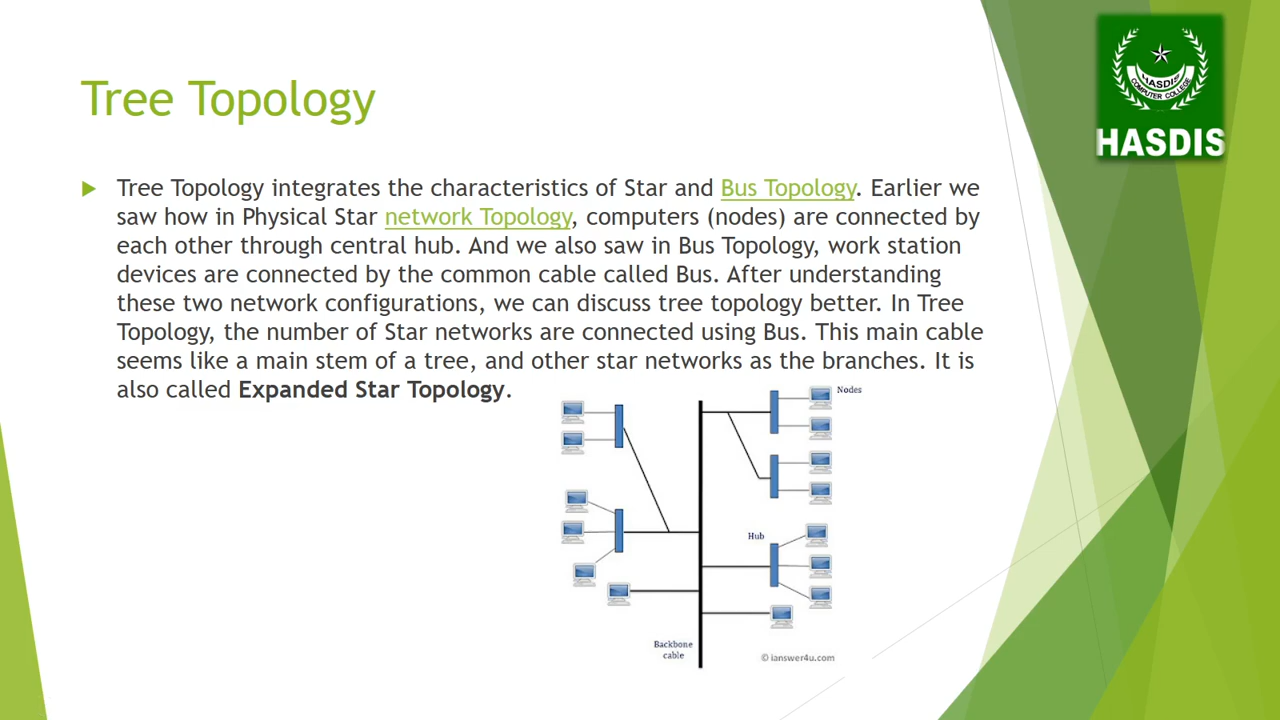 Tree Topology
HASDIS
COMPUTER COLLEGE
HASDIS
Tree Topology integrates the characteristics of Star and Bus Topology. Earlier we
saw how in Physical Star network Topology, computers (nodes) are connected by
each other through central hub. And we also saw in Bus Topology, work station
devices are connected by the common cable called Bus. After understanding
these two network configurations, we can discuss tree topology better. In Tree
Topology, the number of Star networks are connected using Bus. This main cable
seems like a main stem of a tree, and other star networks as the branches. It is
also called Expanded Star Topology.
Nodes
Hub
Backbone
cable
© ianswer4u.com